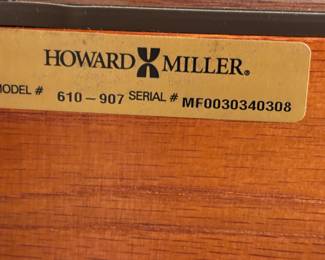 HOWARD MILLER®
MODEL # 610-907 SERIAL # MF0030340308